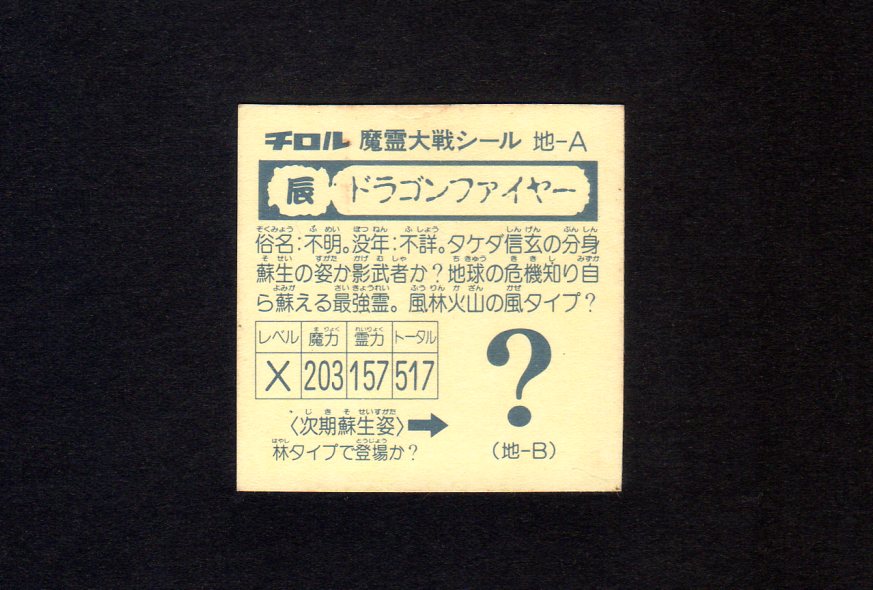 チロル 魔霊大戦シール 地-A
辰 ドラゴンファイヤー
俗名:不明。没年:不詳。タケダ信玄の分身
蘇生の姿か影武者か?地球の危機知り自
ら蘇える最強霊。風林火山の風タイプ?
レベル 魔力 霊力 トータル
X 203 157 517
?
〈次期蘇生姿〉➡
林タイプで登場か?
(地-B)